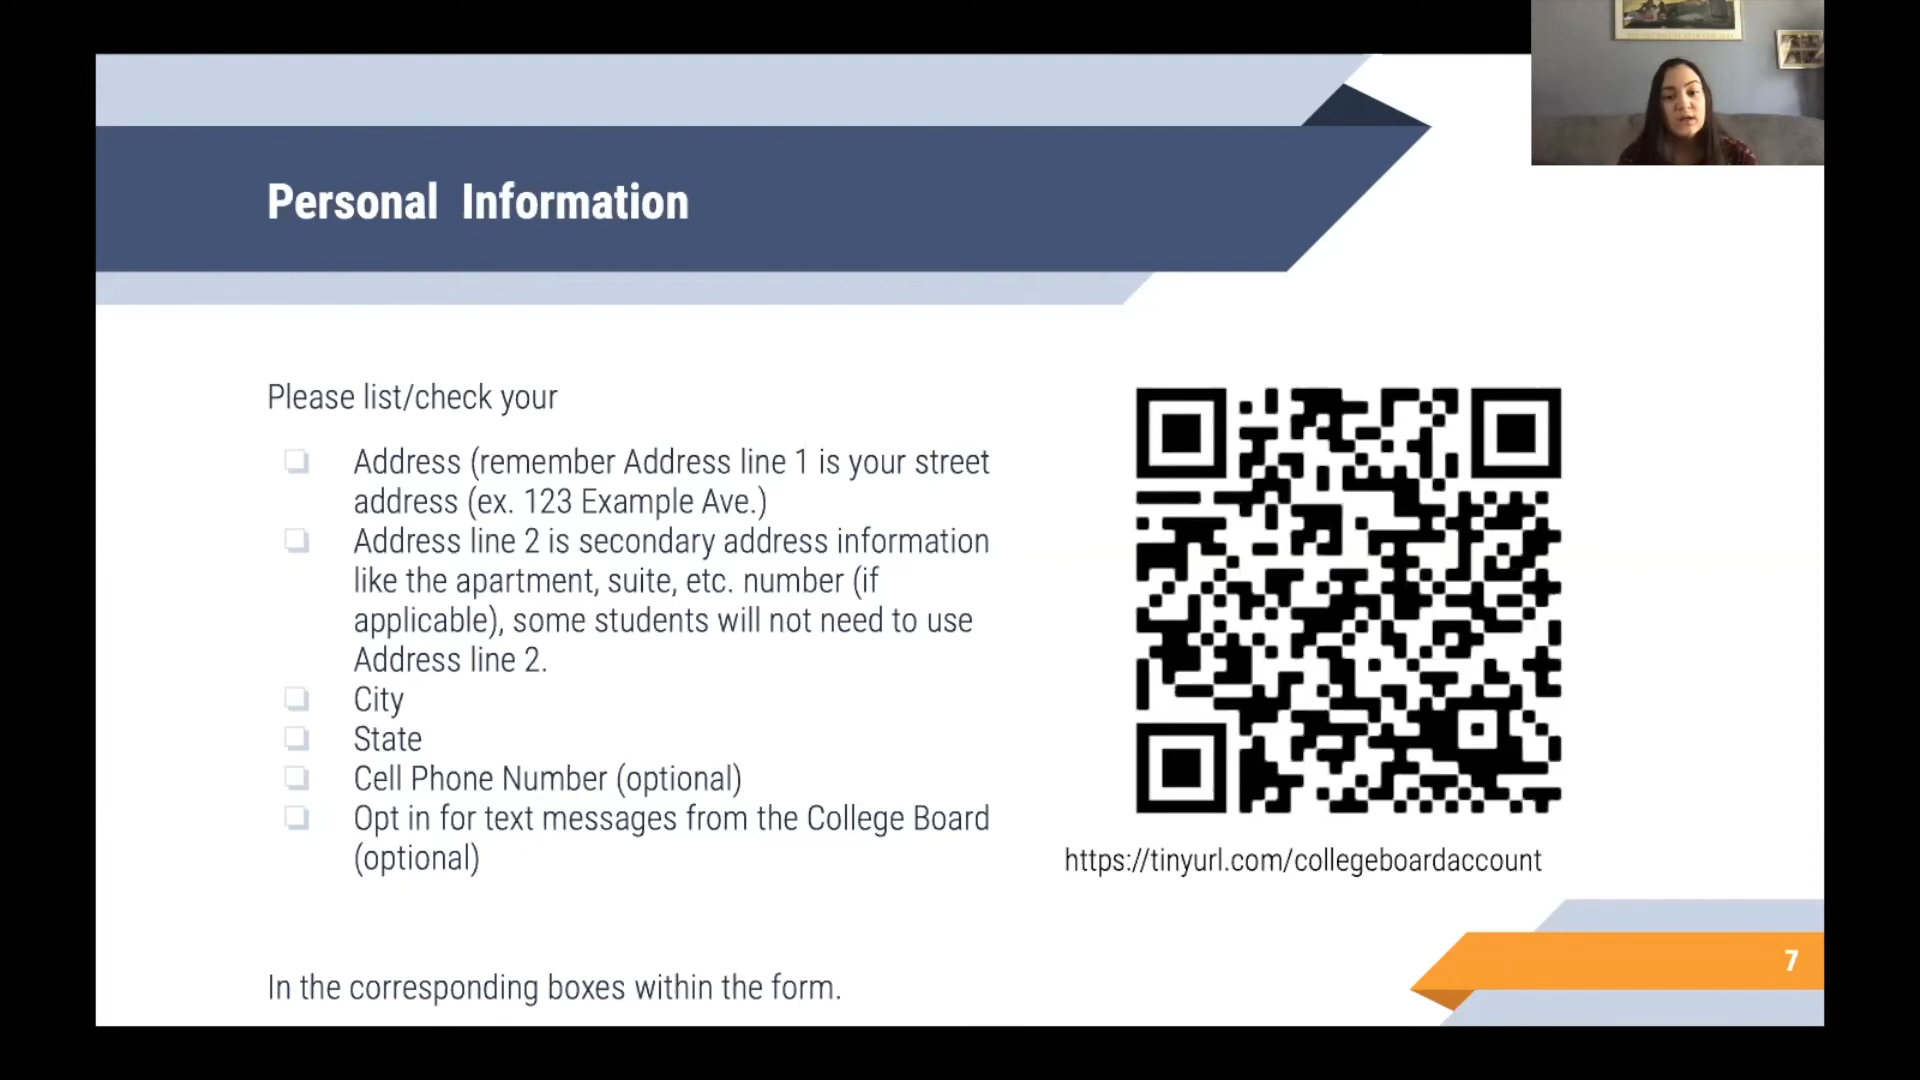 Personal Information
Please list/check your
Address (remember Address line 1 is your street
address (ex. 123 Example Ave.)
Address line 2 is secondary address information
like the apartment, suite, etc. number (if
applicable), some students will not need to use
Address line 2.
City
State
Cell Phone Number (optional)
Opt in for text messages from the College Board
(optional)
In the corresponding boxes within the form.
https://tinyurl.com/collegeboardaccount
7